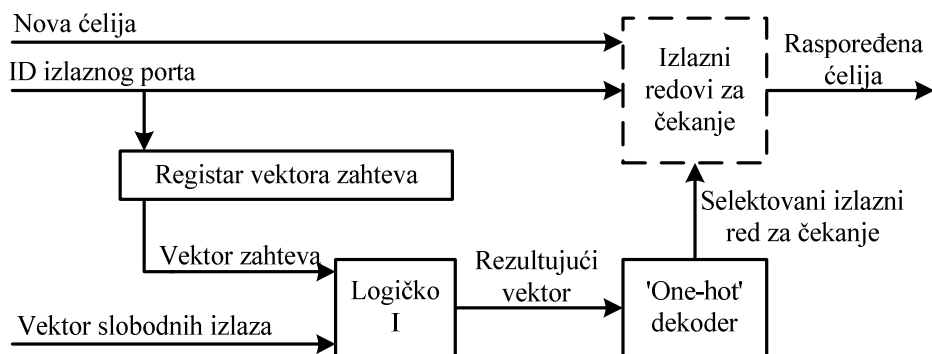 Nova ćelija
ID izlaznog porta
Izlazni
redovi za
čekanje
Raspoređena
ćelija
Registar vektora zahteva
Selektovani izlazni
red za čekanje
Vektor zahteva
Logičko
I
Rezultujući
vektor
'One-hot'
dekoder
Vektor slobodnih izlaza